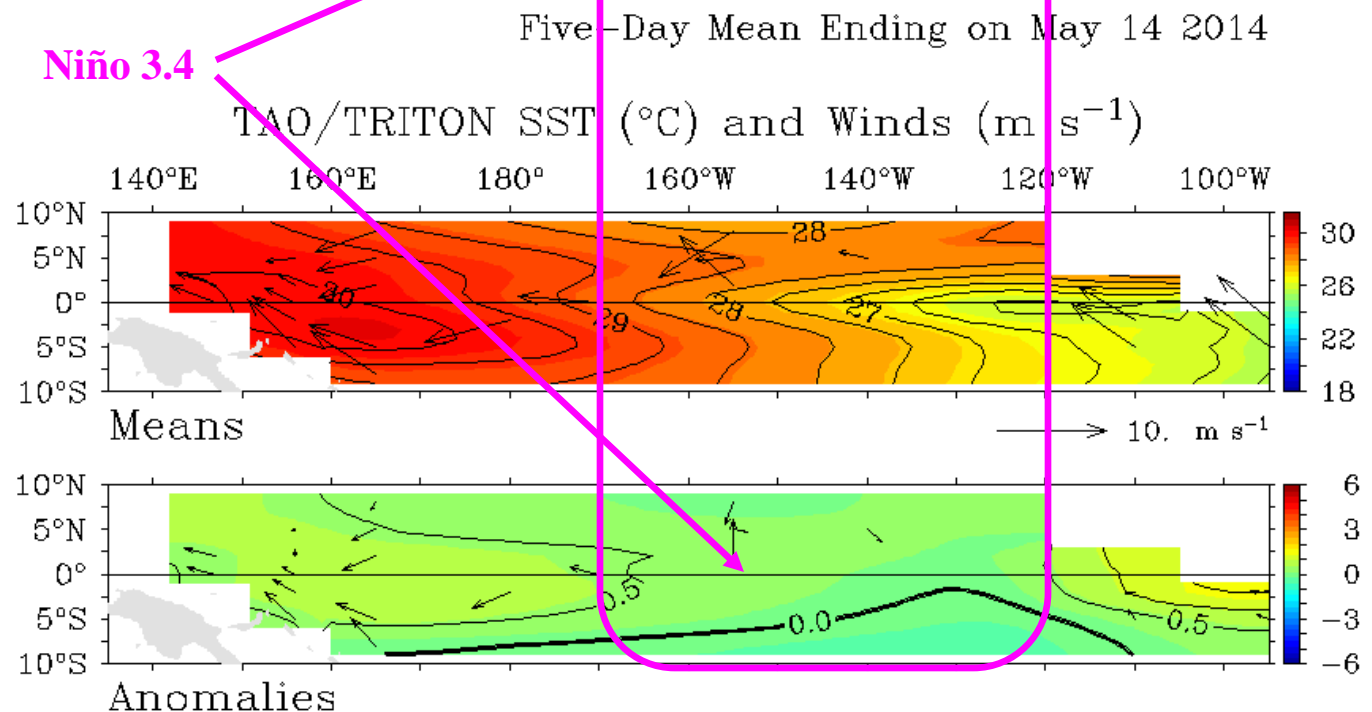 Five-Day Mean Ending on May 14 2014
Niño 3.4
TAO/TRITON SST (°C) and Winds (m s⁻¹)
140°E 160°E 180° 160°W 140°W 120°W 100°W
10°N
5°N
0°
5°S
10°S
30
29
28
28
27
30
26
22
18
Means
10. m s⁻¹
10°N
5°N
0°
5°S
10°S
0.5
0.0
0.5
6
3
0
−3
−6
Anomalies